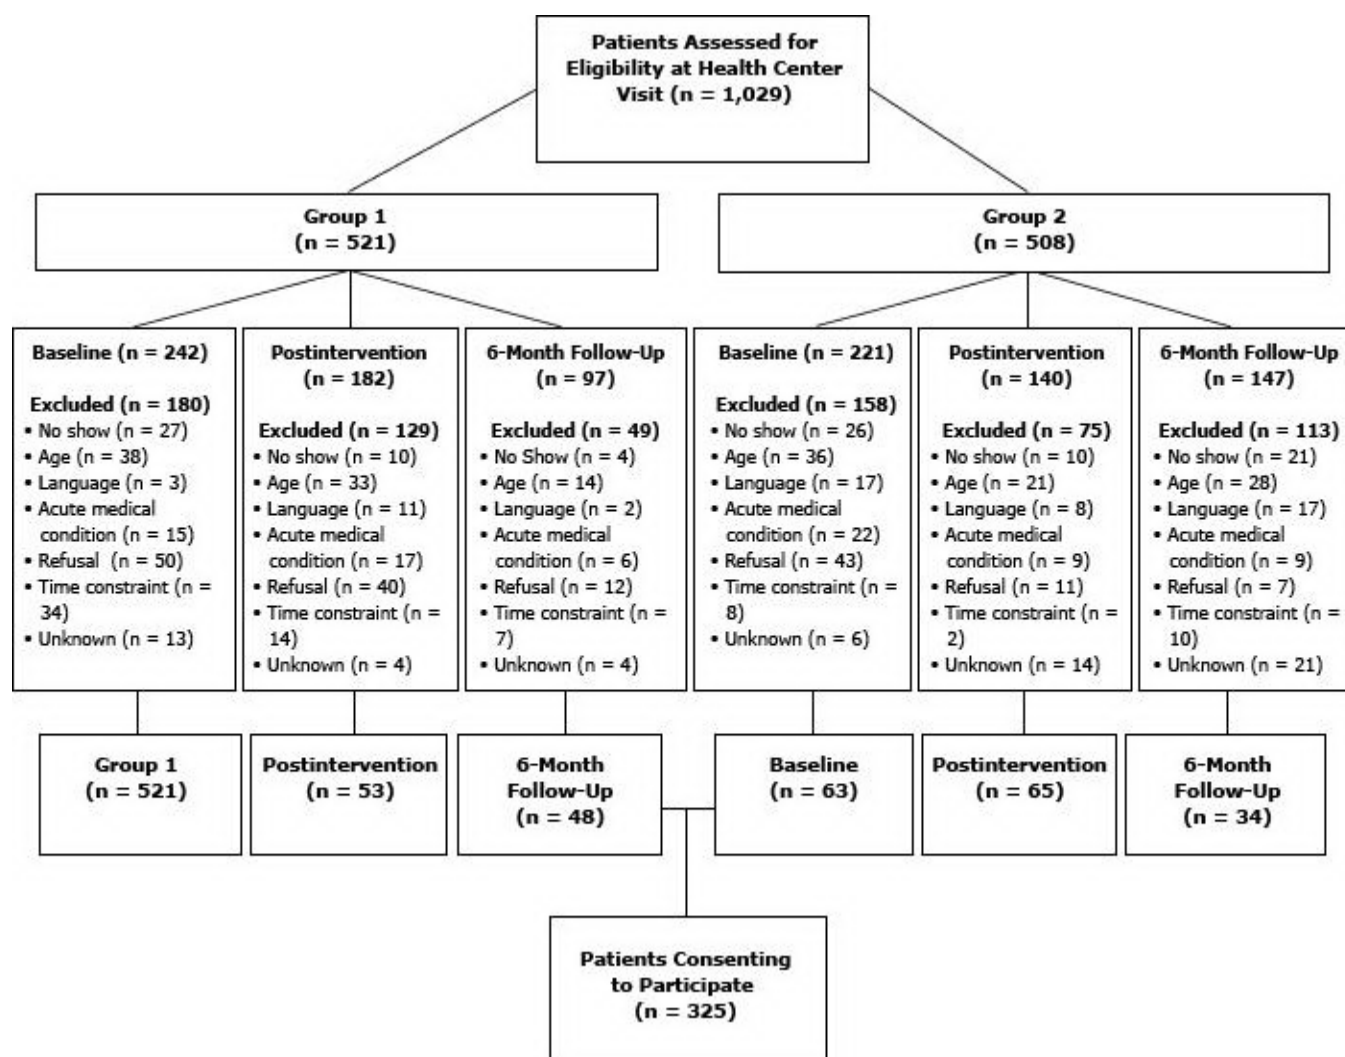 Patients Assessed for
Eligibility at Health Center
Visit (n = 1,029)
Group 1
(n = 521)
Group 2
(n = 508)
Baseline (n = 242)
Excluded (n = 180)
• No show (n = 27)
• Age (n = 38)
• Language (n = 3)
• Acute medical
condition (n = 15)
• Refusal (n = 50)
• Time constraint (n =
34)
• Unknown (n = 13)
Postintervention
(n = 182)
Excluded (n = 129)
• No show (n = 10)
• Age (n = 33)
• Language (n = 11)
• Acute medical
condition (n = 17)
• Refusal (n = 40)
• Time constraint (n =
14)
• Unknown (n = 4)
6-Month Follow-Up
(n = 97)
Excluded (n = 49)
• No Show (n = 4)
• Age (n = 14)
• Language (n = 2)
• Acute medical
condition (n = 6)
• Refusal (n = 12)
• Time constraint (n =
7)
• Unknown (n = 4)
Baseline (n = 221)
Excluded (n = 158)
• No show (n = 26)
• Age (n = 36)
• Language (n = 17)
• Acute medical
condition (n = 22)
• Refusal (n = 43)
• Time constraint (n =
8)
• Unknown (n = 6)
Postintervention
(n = 140)
Excluded (n = 75)
• No show (n = 10)
• Age (n = 21)
• Language (n = 8)
• Acute medical
condition (n = 9)
• Refusal (n = 11)
• Time constraint (n =
2)
• Unknown (n = 14)
6-Month Follow-Up
(n = 147)
Excluded (n = 113)
• No show (n = 21)
• Age (n = 28)
• Language (n = 17)
• Acute medical
condition (n = 9)
• Refusal (n = 7)
• Time constraint (n =
10)
• Unknown (n = 21)
Group 1
(n = 521)
Postintervention
(n = 53)
6-Month
Follow-Up
(n = 48)
Baseline
(n = 63)
Postintervention
(n = 65)
6-Month
Follow-Up
(n = 34)
Patients Consenting
to Participate
(n = 325)